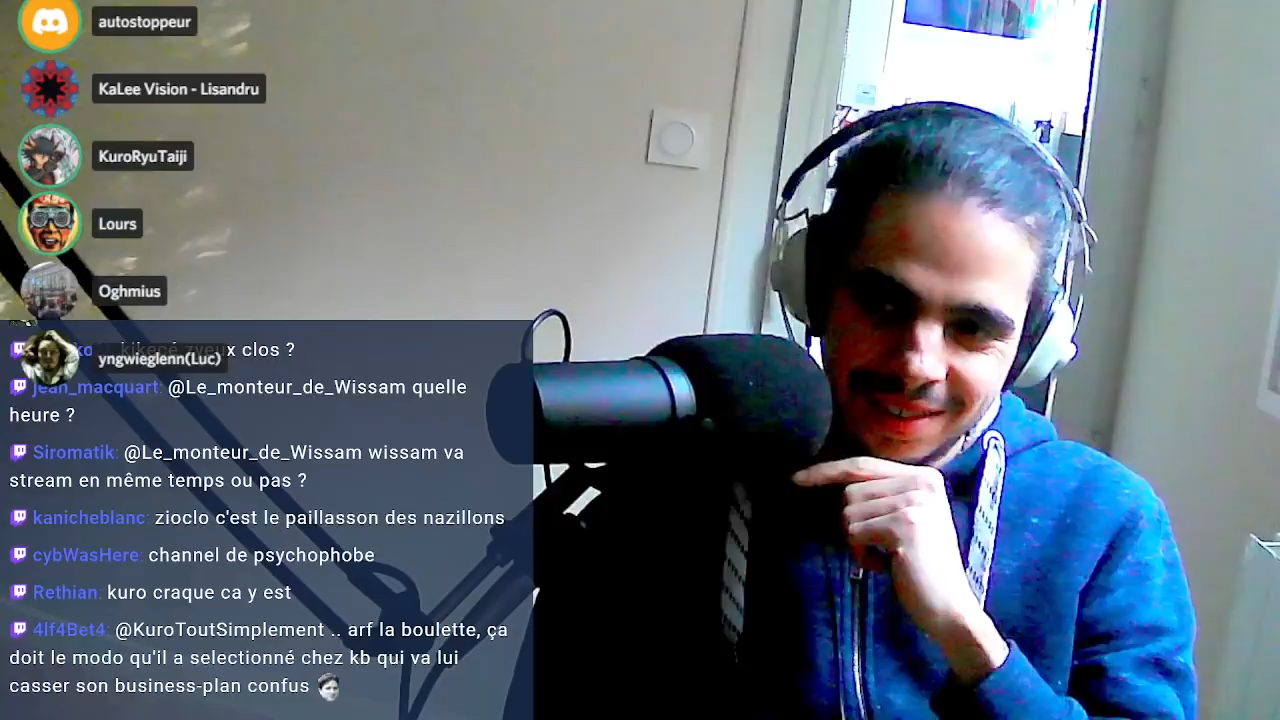 autostoppeur
KaLee Vision - Lisandru
KuroRyuTaiji
Lours
Oghmius
yngwieglenn(Luc)
kikecé zyeux clos ?
jean_macquart: @Le_monteur_de_Wissam quelle
heure ?
Siromatik: @Le_monteur_de_Wissam wissam va
stream en même temps ou pas ?
kanicheblanc: zioclo c'est le paillasson des nazillons
cybWasHere: channel de psychophobe
Rethian: kuro craque ca y est
4lf4Bet4: @KuroToutSimplement .. arf la boulette, ça
doit le modo qu'il a selectionné chez kb qui va lui
casser son business-plan confus